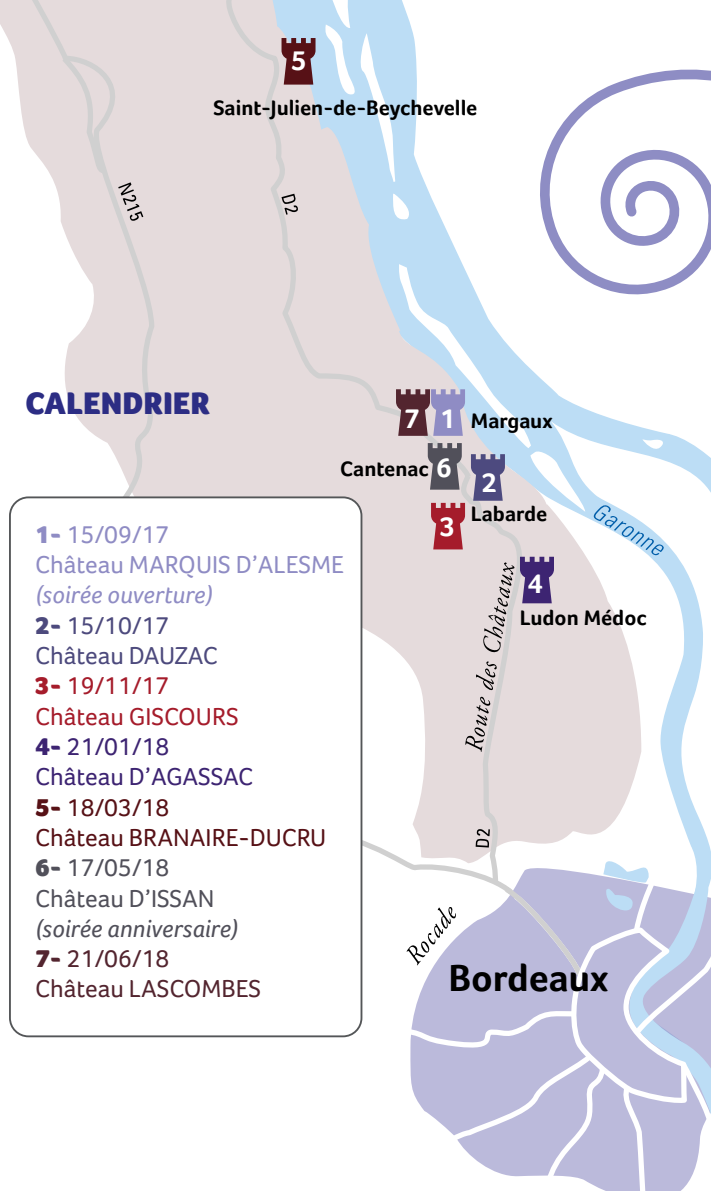 5
Saint-Julien-de-Beychevelle
N215
D2
CALENDRIER
7 1 Margaux
Cantenac 6
2
3 Labarde
Garonne
4
Ludon Médoc
Route des Châteaux
D2
Rocade
Bordeaux
1- 15/09/17
Château MARQUIS D'ALESME
(soirée ouverture)
2- 15/10/17
Château DAUZAC
3- 19/11/17
Château GISCOURS
4- 21/01/18
Château D'AGASSAC
5- 18/03/18
Château BRANAIRE-DUCRU
6- 17/05/18
Château D'ISSAN
(soirée anniversaire)
7- 21/06/18
Château LASCOMBES